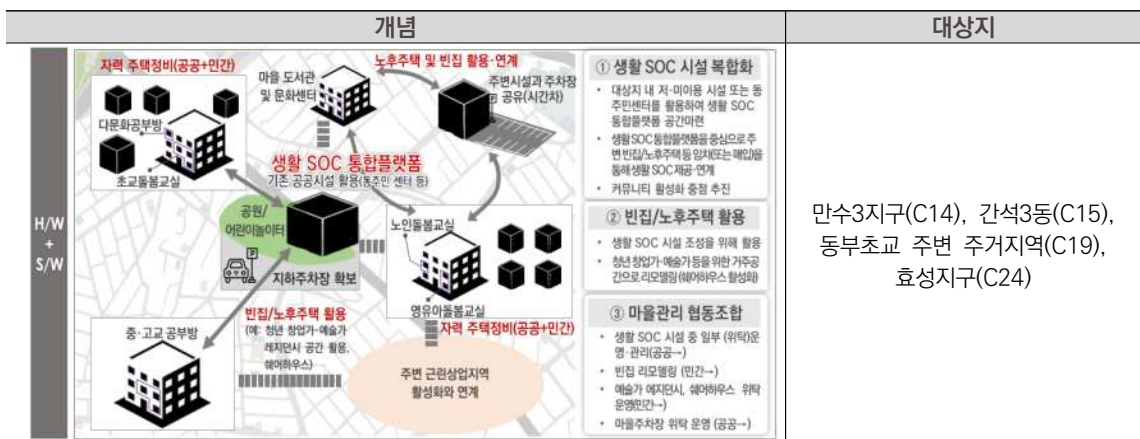 개념
대상지
H/W
+
S/W
자력 주택정비(공공+민간)
다문화공부방
초교돌봄교실
마을 도서관
및 문화센터
노후주택 및 빈집 활용·연계
주변시설과 주차장
공유(시간차)
생활 SOC 통합플랫폼
기존 공공시설 활용(동주민 센터 등)
공원/
어린이놀이터
P
지하주차장 확보
노인돌봄교실
영유아돌봄교실
자력 주택정비(공공+민간)
중·고교 공부방
빈집/노후주택 활용
(예: 청년 창업가·예술가
레지던시 공간 활용,
쉐어하우스)
주변 근린상업지역
활성화와 연계
① 생활 SOC 시설 복합화
• 대상지 내 저·미이용 시설 또는 동
주민센터를 활용하여 생활 SOC
통합플랫폼 공간마련
• 생활SOC통합플랫폼을 중심으로 주
변 빈집/노후주택 등 임차(또는 매입)을
통해 생활 SOC 제공·연계
• 커뮤니티 활성화 중점 추진
② 빈집/노후주택 활용
• 생활 SOC 시설 조성을 위해 활용
• 청년 창업가·예술가 등을 위한 거주공
간으로 리모델링 (쉐어하우스 활성화)
③ 마을관리 협동조합
• 생활 SOC 시설 중 일부 (위탁)운
영·관리(공공→)
• 빈집 리모델링 (민간→)
• 예술가 에지던시, 쉐어하우스 위탁
운영(민간→)
• 마을주차장 위탁 운영 (공공→)
만수3지구(C14), 간석3동(C15),
동부초교 주변 주거지역(C19),
효성지구(C24)